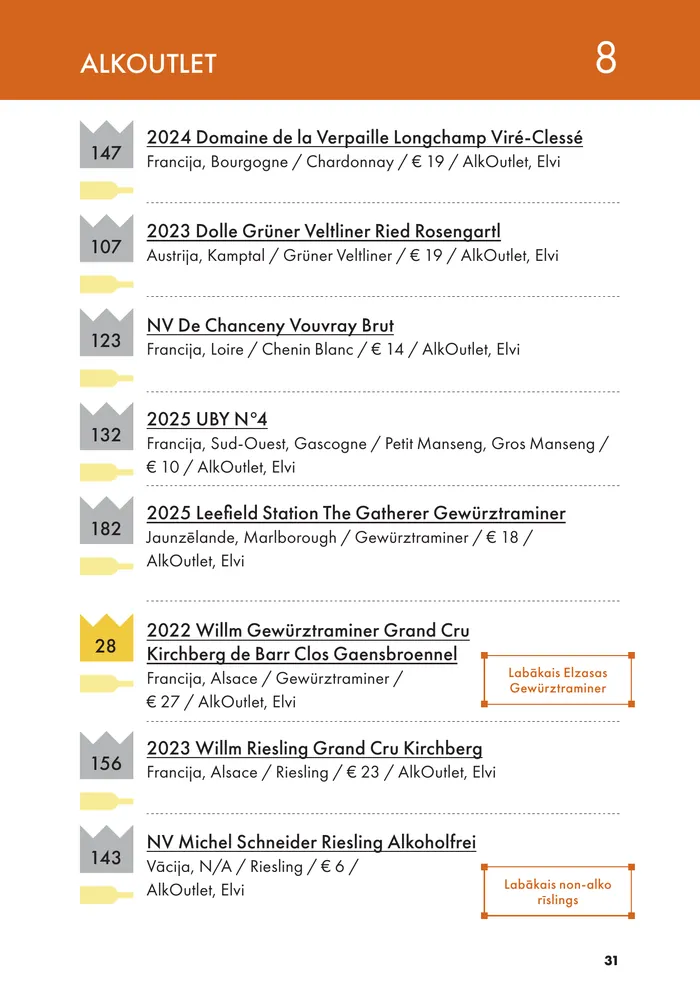 ALKOUTLET 8
147
2024 Domaine de la Verpaille Longchamp Viré-Clessé
Francija, Bourgogne / Chardonnay / € 19 / AlkOutlet, Elvi
107
2023 Dolle Grüner Veltliner Ried Rosengartl
Austrija, Kamptal / Grüner Veltliner / € 19 / AlkOutlet, Elvi
123
NV De Chanceny Vouvray Brut
Francija, Loire / Chenin Blanc / € 14 / AlkOutlet, Elvi
132
2025 UBY Nº4
Francija, Sud-Ouest, Gascogne / Petit Manseng, Gros Manseng /
€ 10 / AlkOutlet, Elvi
182
2025 Leefield Station The Gatherer Gewürztraminer
Jaunzēlande, Marlborough / Gewürztraminer / € 18 /
AlkOutlet, Elvi
28
2022 Willm Gewürztraminer Grand Cru
Kirchberg de Barr Clos Gaensbroennel
Francija, Alsace / Gewürztraminer /
€ 27 / AlkOutlet, Elvi
Labākais Elzasas
Gewürztraminer
156
2023 Willm Riesling Grand Cru Kirchberg
Francija, Alsace / Riesling / € 23 / AlkOutlet, Elvi
143
NV Michel Schneider Riesling Alkoholfrei
Vācija, N/A / Riesling / € 6 /
AlkOutlet, Elvi
Labākais non-alko
rīslings
31